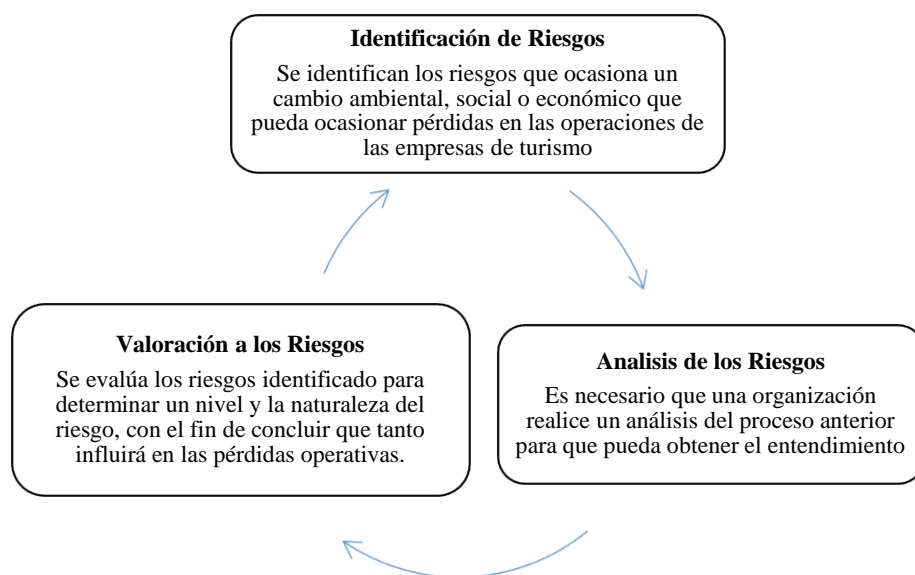 Identificación de Riesgos
Se identifican los riesgos que ocasiona un
cambio ambiental, social o económico que
pueda ocasionar pérdidas en las operaciones de
las empresas de turismo
Valoración a los Riesgos
Se evalúa los riesgos identificado para
determinar un nivel y la naturaleza del
riesgo, con el fin de concluir que tanto
influirá en las pérdidas operativas.
Analisis de los Riesgos
Es necesario que una organización
realice un análisis del proceso anterior
para que pueda obtener el entendimiento